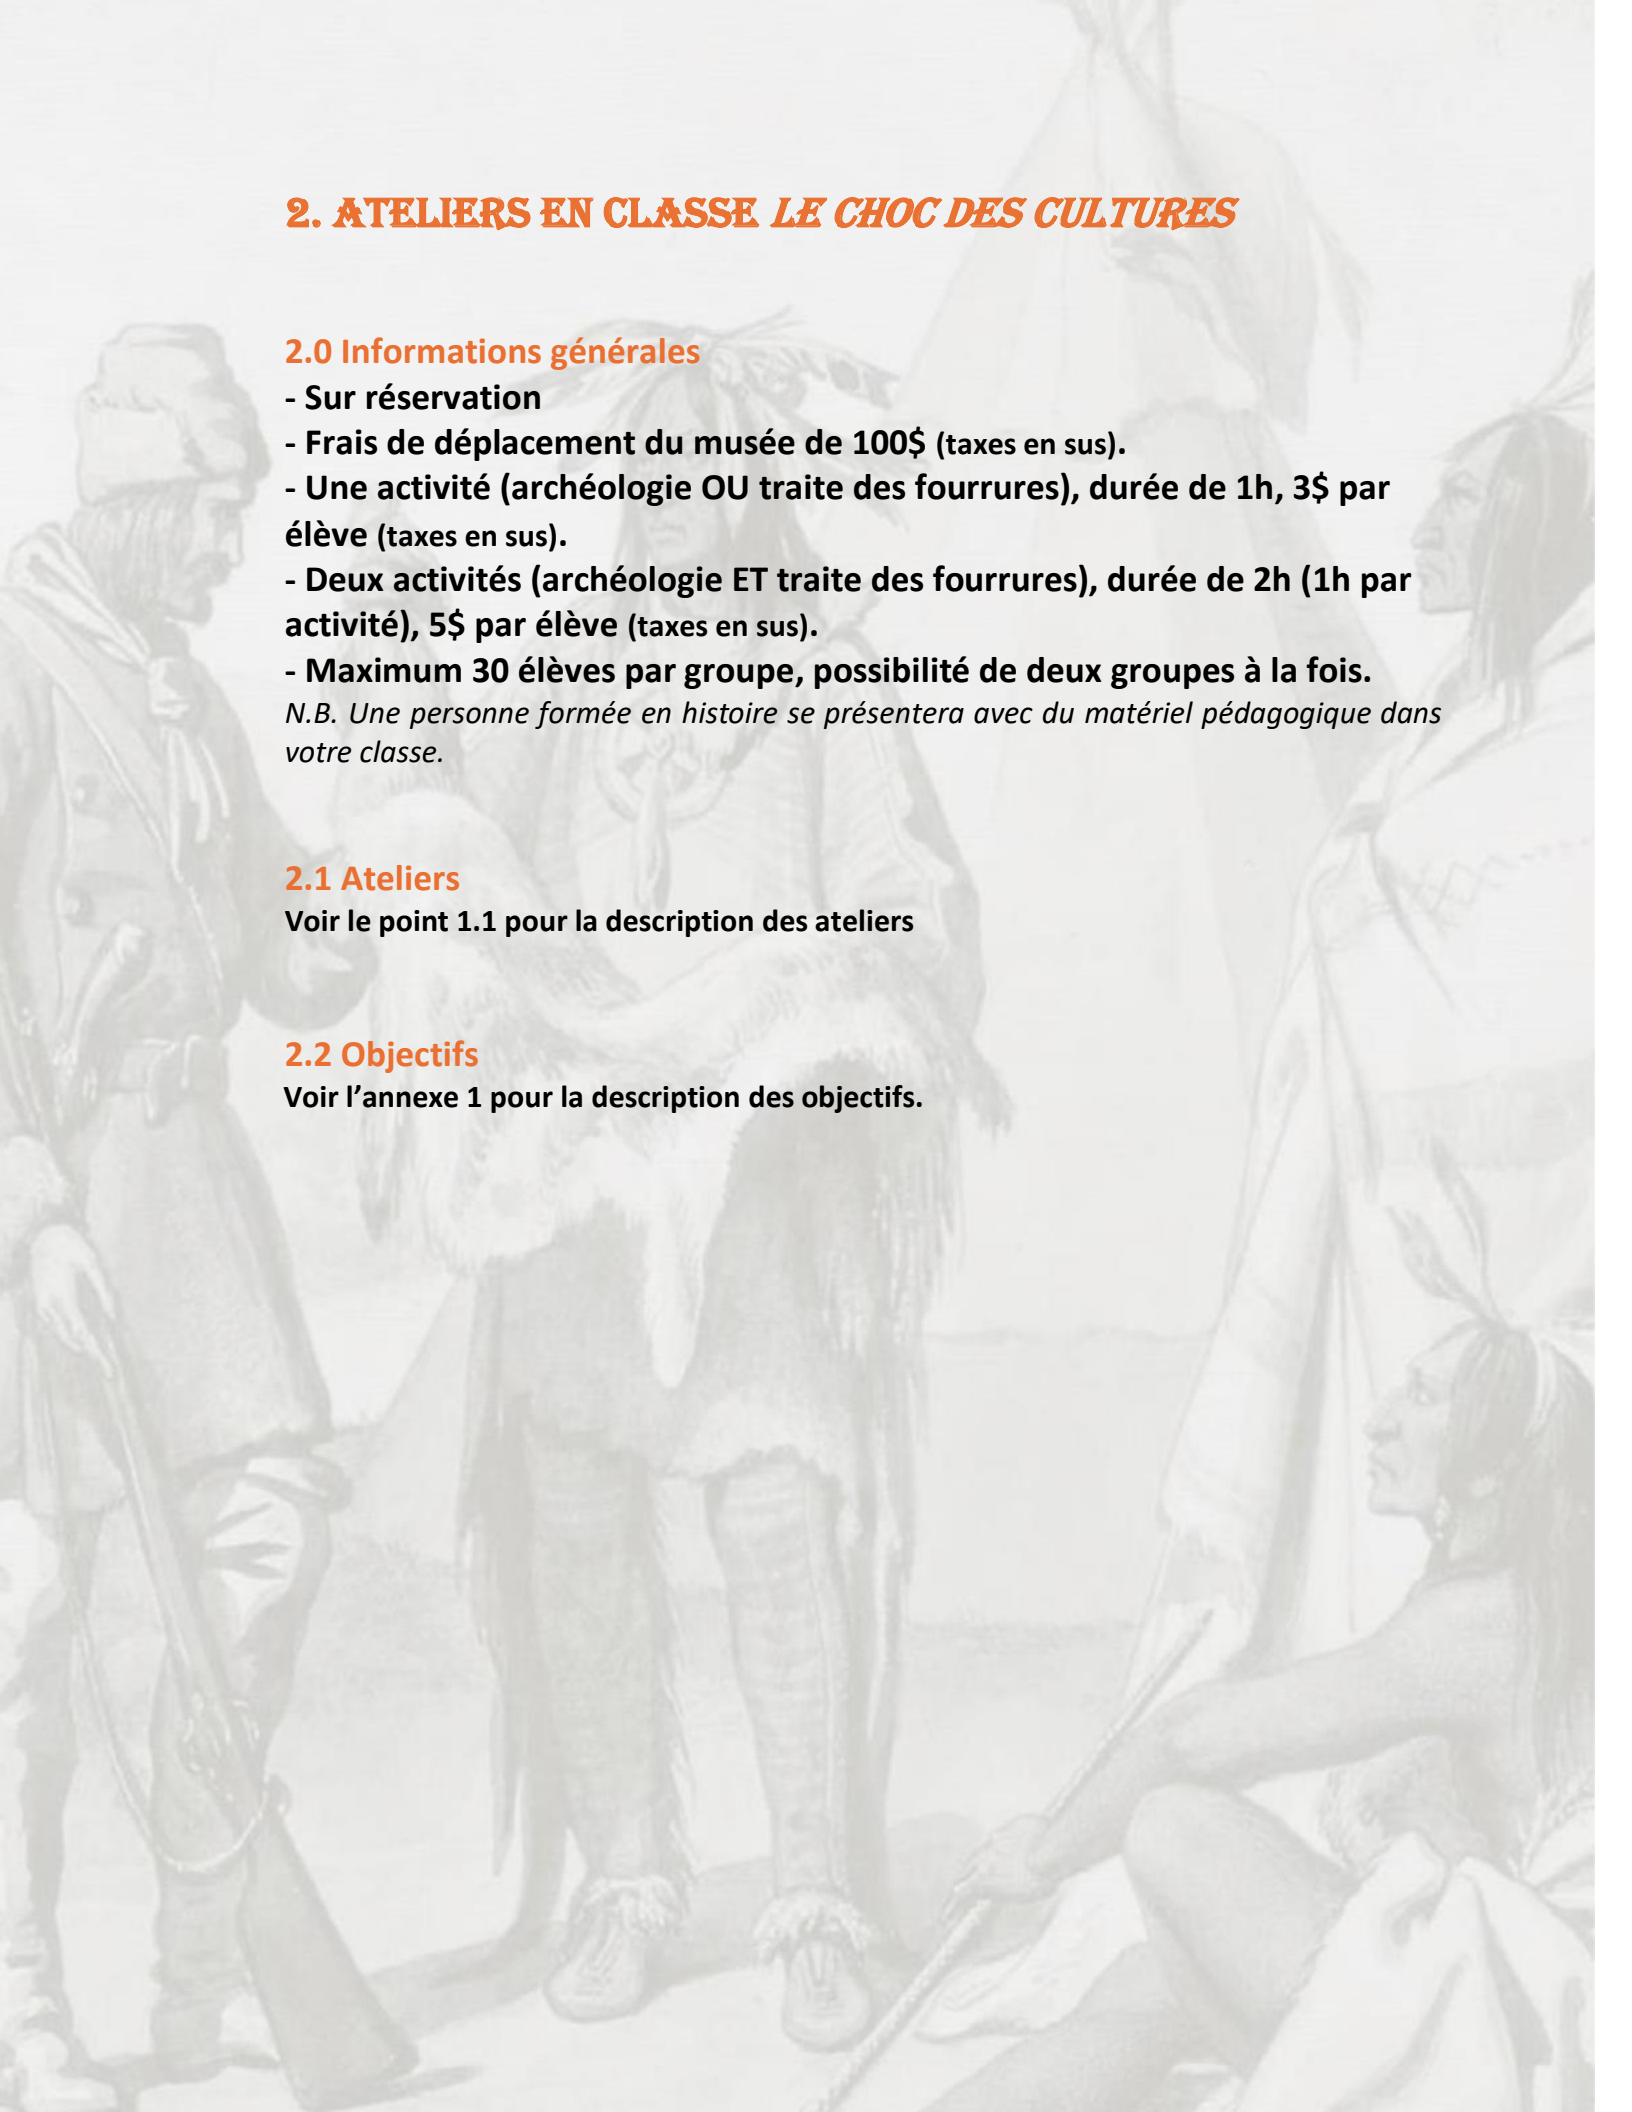 2. ATELIERS EN CLASSE LE CHOC DES CULTURES
2.0 Informations générales
- Sur réservation
- Frais de déplacement du musée de 100$ (taxes en sus).
- Une activité (archéologie OU traite des fourrures), durée de 1h, 3$ par
élève (taxes en sus).
- Deux activités (archéologie ET traite des fourrures), durée de 2h (1h par
activité), 5$ par élève (taxes en sus).
- Maximum 30 élèves par groupe, possibilité de deux groupes à la fois.
N.B. Une personne formée en histoire se présentera avec du matériel pédagogique dans
votre classe.
2.1 Ateliers
Voir le point 1.1 pour la description des ateliers
2.2 Objectifs
Voir l’annexe 1 pour la description des objectifs.